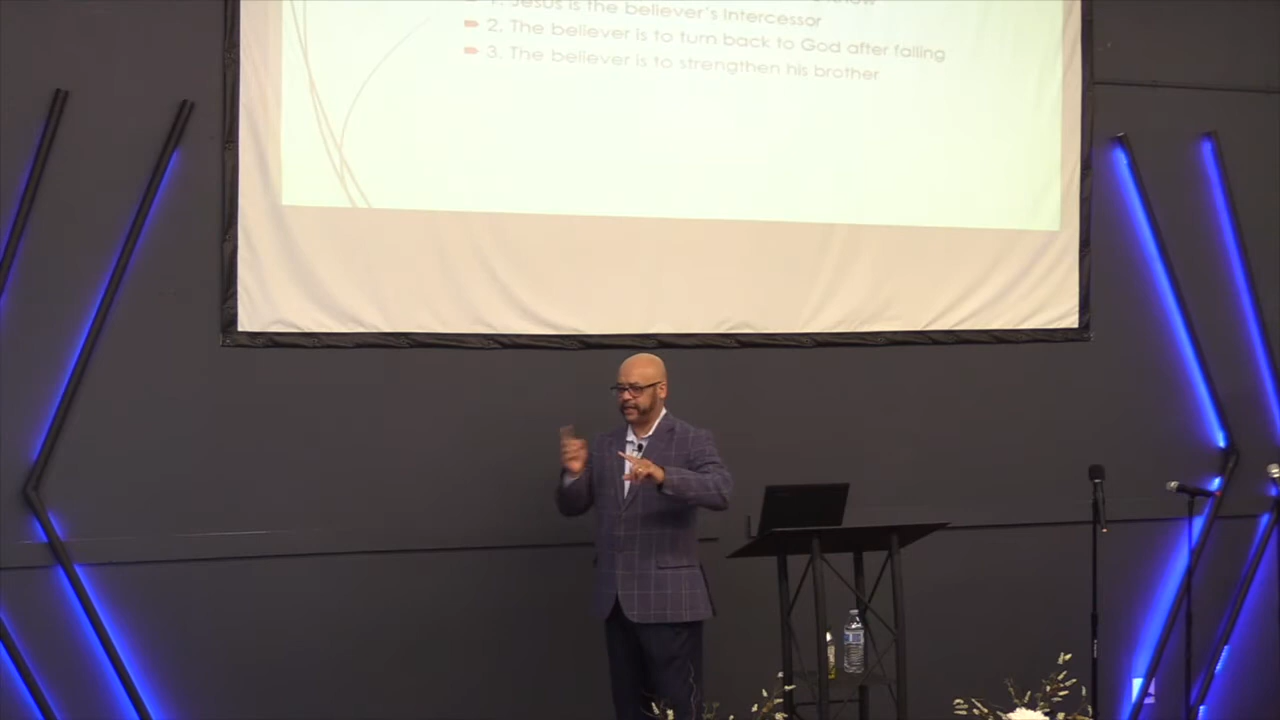 1. Jesus is the believer's Intercessor
2. The believer is to turn back to God after falling
3. The believer is to strengthen his brother